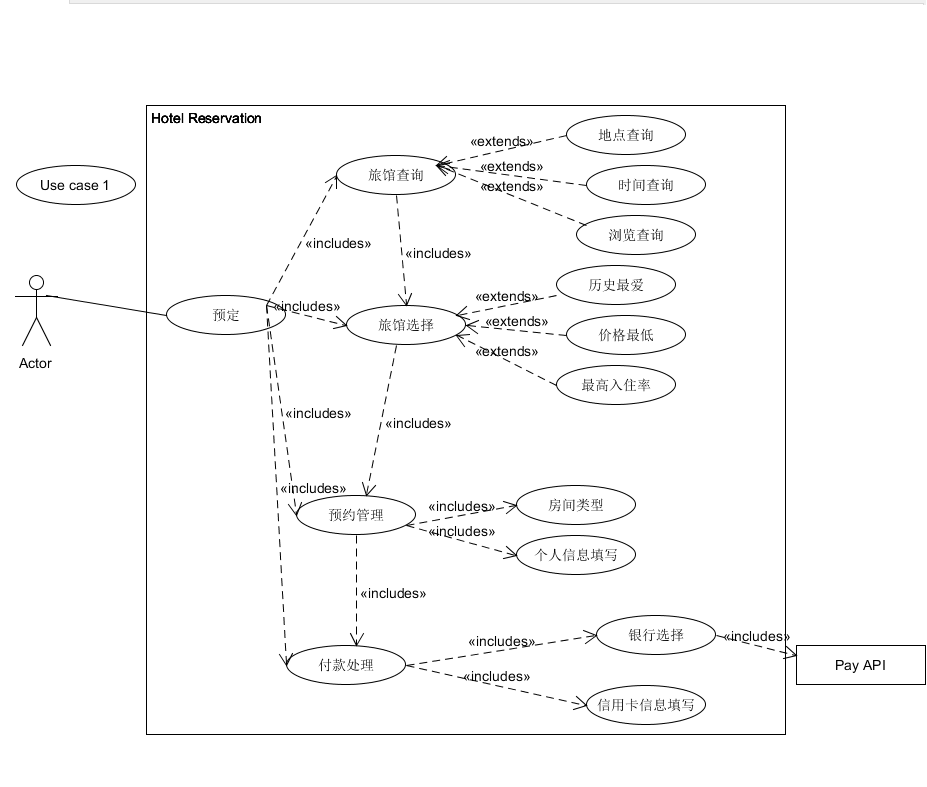 Hotel Reservation
地点查询
«extends»
旅馆查询
«extends»
时间查询
Use case 1
«extends»
浏览查询
«includes»
«includes»
历史最爱
«extends»
«includes»
预定
旅馆选择
«extends»
价格最低
«extends»
Actor
最高入住率
«includes»
«includes»
«includes»
预约管理
«includes»
房间类型
«includes»
个人信息填写
«includes»
付款处理
«includes»
银行选择
«includes»
Pay API
«includes»
信用卡信息填写